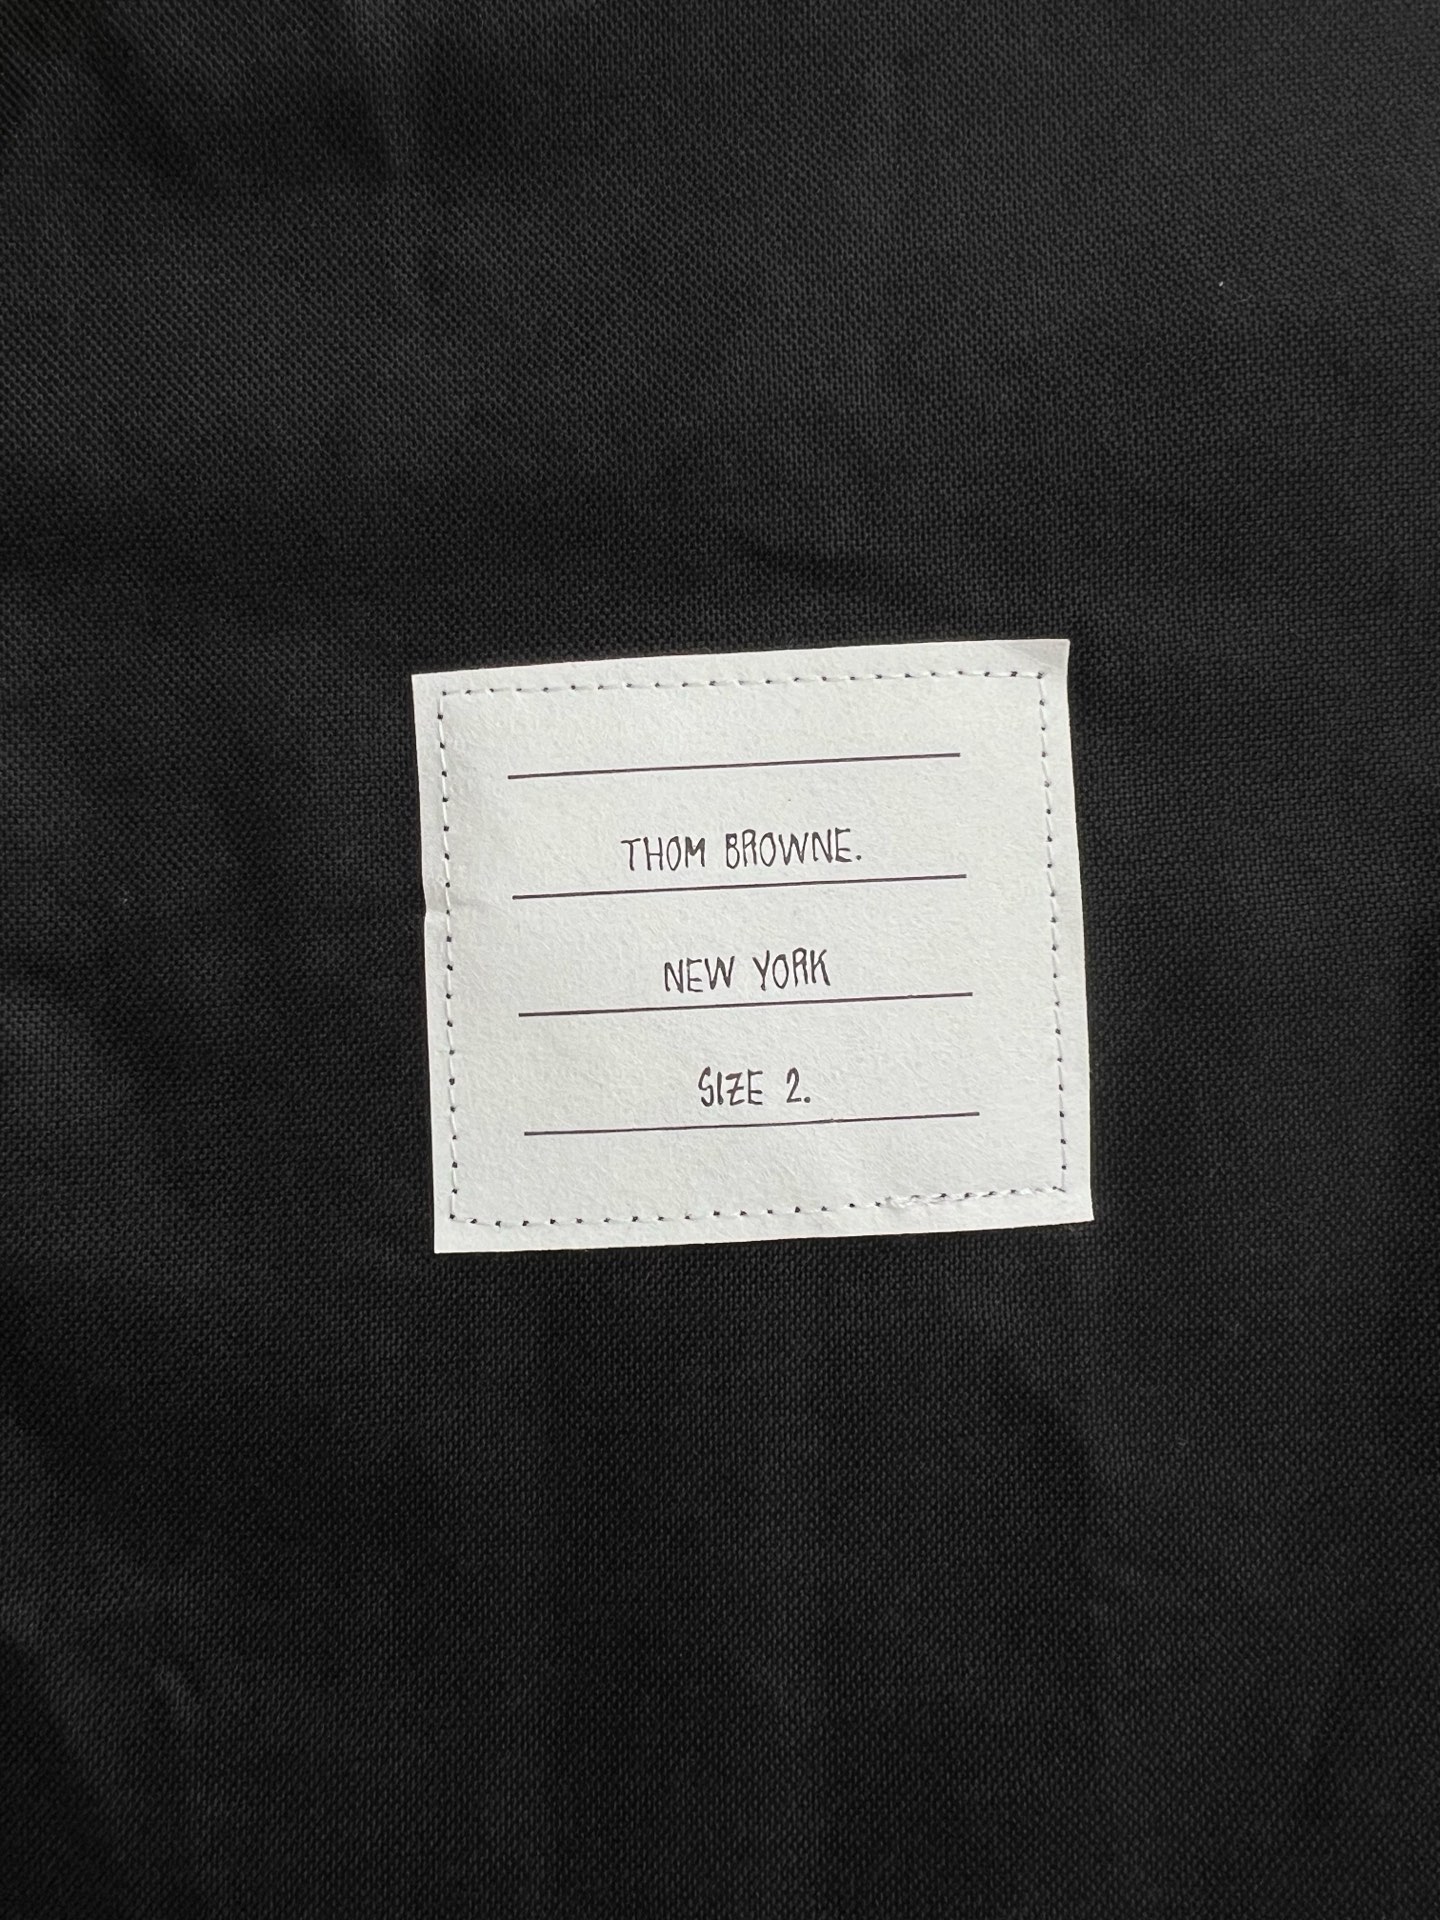 THOM BROWNE.
NEW YORK
SIZE 2.